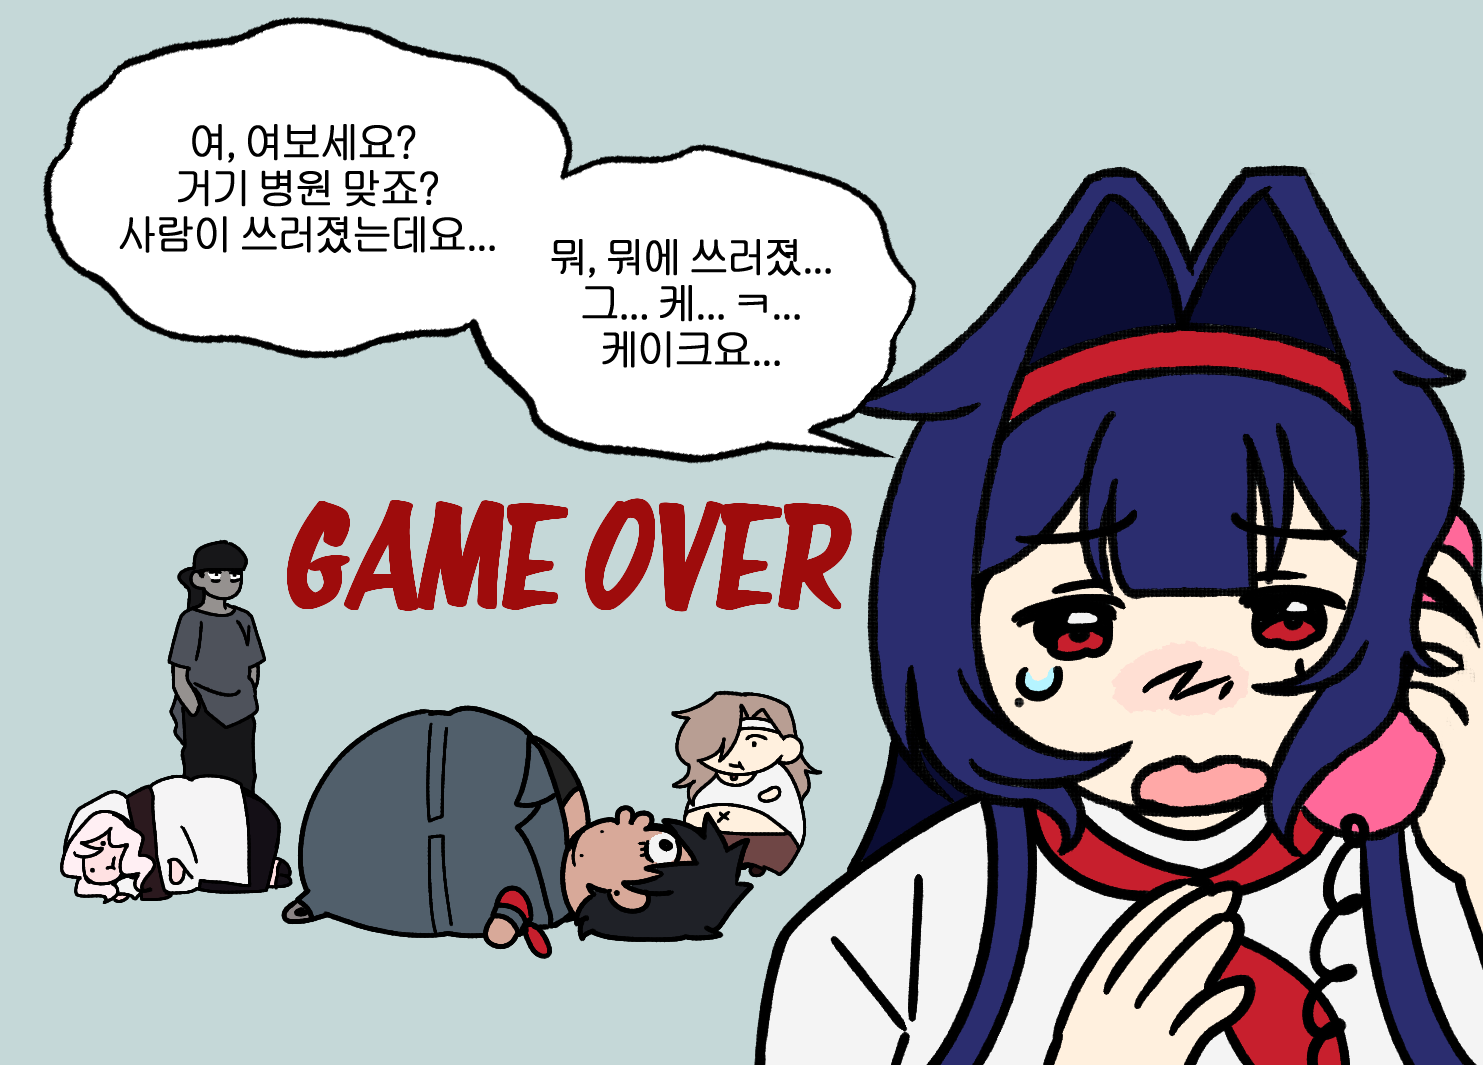 여, 여보세요?
거기 병원 맞죠?
사람이 쓰러졌는데요...
뭐, 뭐에 쓰러졌...
그... 케... ㅋ...
케이크요...
GAME OVER